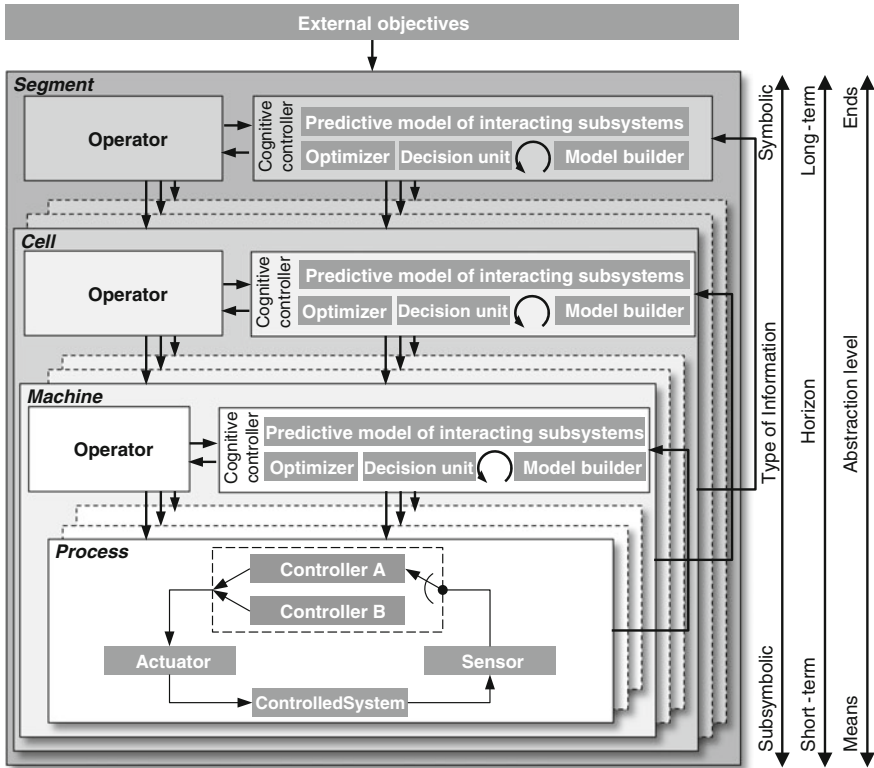 External objectives
Segment
Operator
Cognitive
controller
Predictive model of interacting subsystems
Optimizer
Decision unit
Model builder
Cell
Operator
Cognitive
controller
Predictive model of interacting subsystems
Optimizer
Decision unit
Model builder
Machine
Operator
Cognitive
controller
Predictive model of interacting subsystems
Optimizer
Decision unit
Model builder
Process
Controller A
Controller B
Actuator
Sensor
ControlledSystem
Symbolic
Type of Information
Subsymbolic
Long-term
Horizon
Short-term
Ends
Abstraction level
Means